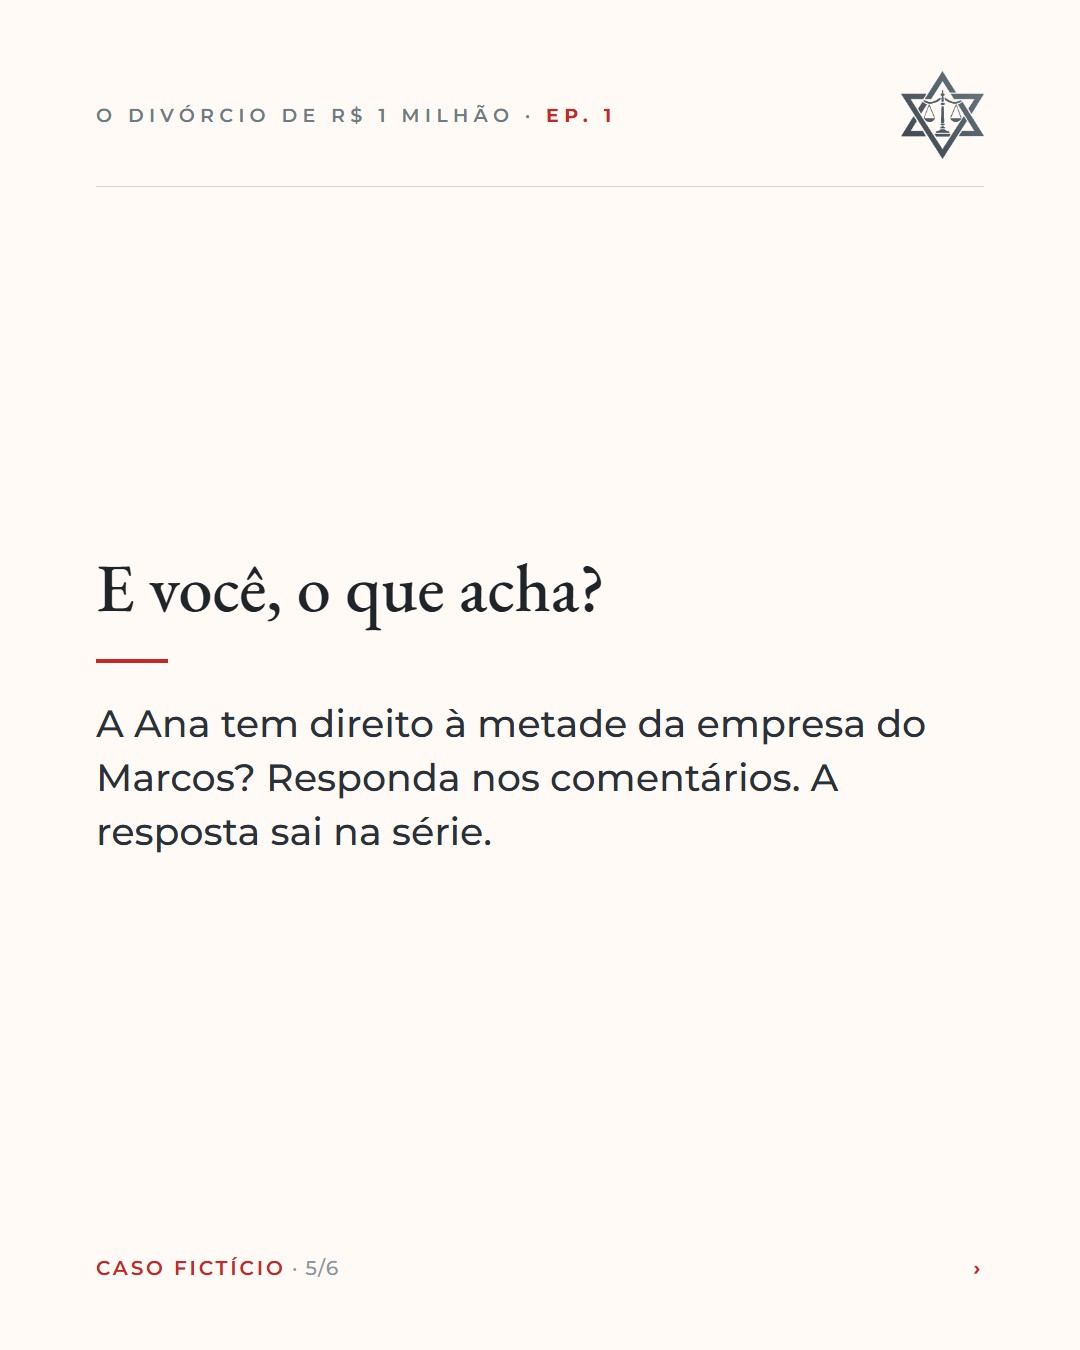 O DIVÓRCIO DE R$ 1 MILHÃO · EP. 1
E você, o que acha?
A Ana tem direito à metade da empresa do
Marcos? Responda nos comentários. A
resposta sai na série.
CASO FICTÍCIO · 5/6 ›